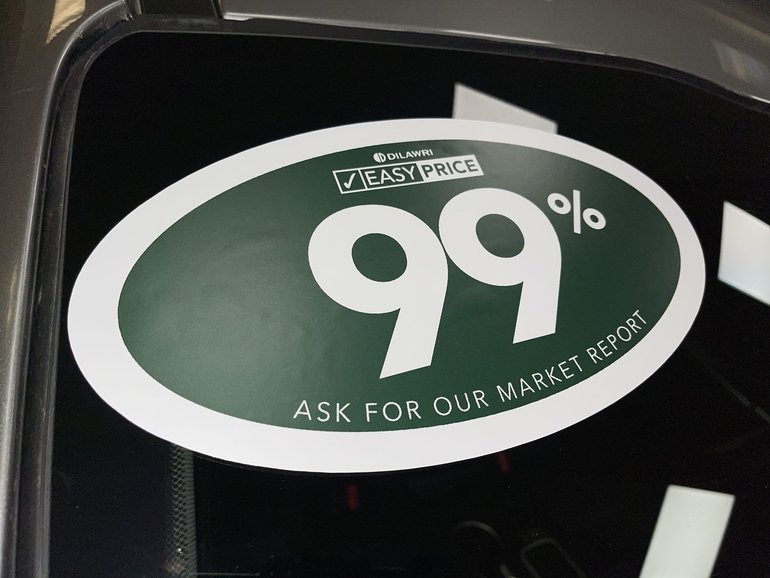 DILAWRI
✓ EASY PRICE
99%
ASK FOR OUR MARKET REPORT